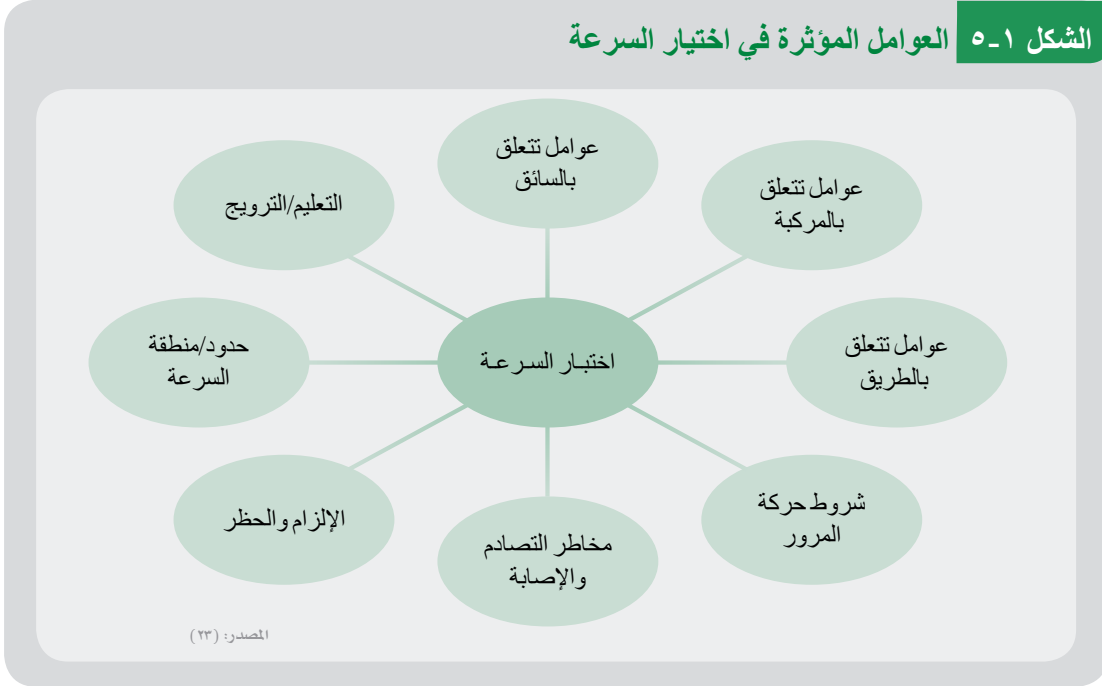 الشكل ١-٥ العوامل المؤثرة في اختيار السرعة
عوامل تتعلق
بالسائق
عوامل تتعلق
بالمركبة
عوامل تتعلق
بالطريق
شروط حركة
المرور
مخاطر التصادم
والإصابة
الإلزام والحظر
حدود/منطقة
السرعة
التعليم/الترويج
اختبار السرعة
المصدر: (٢٣)